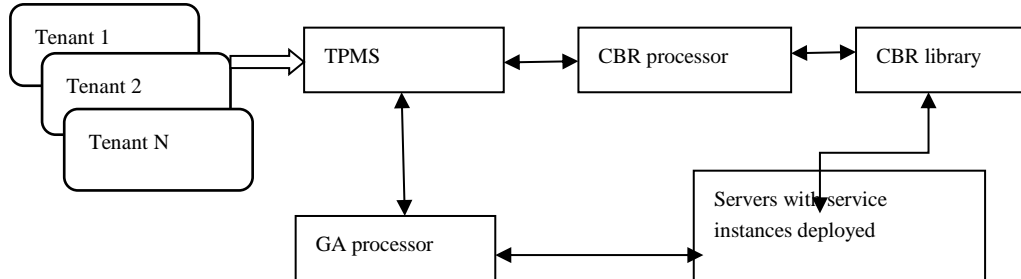 Tenant 1
Tenant 2
Tenant N
TPMS
CBR processor
CBR library
GA processor
Servers with service
instances deployed